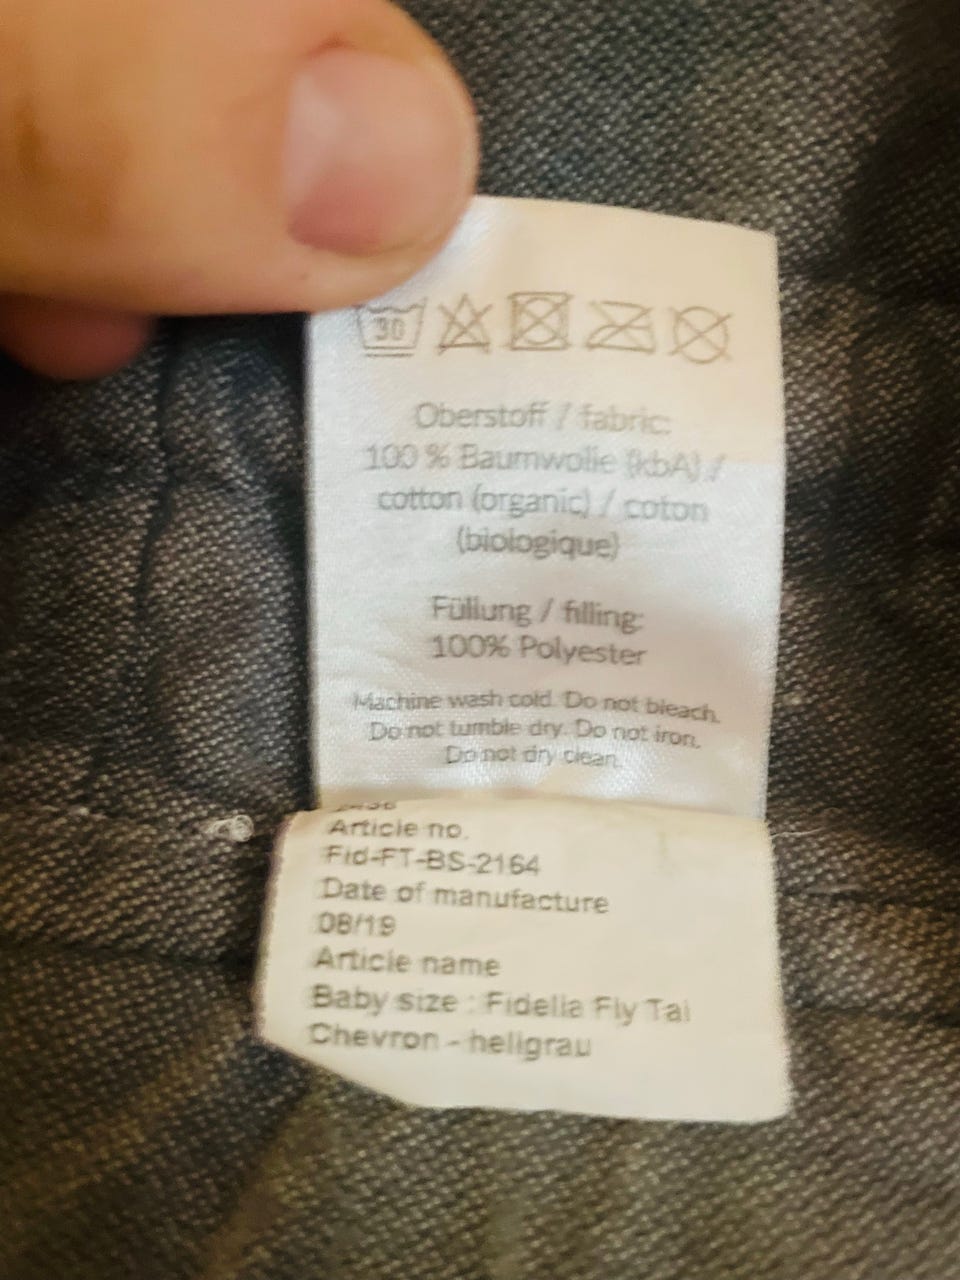 30
Oberstoff / fabric:
100 % Baumwolle (kbA) /
cotton (organic) / coton
(biologique)
Füllung / filling:
100% Polyester
Machine wash cold. Do not bleach.
Do not tumble dry. Do not iron.
Do not dry clean.
Article no.
Fid-FT-BS-2164
Date of manufacture
08/19
Article name
Baby size : Fidella Fly Tai
Chevron - hellgrau